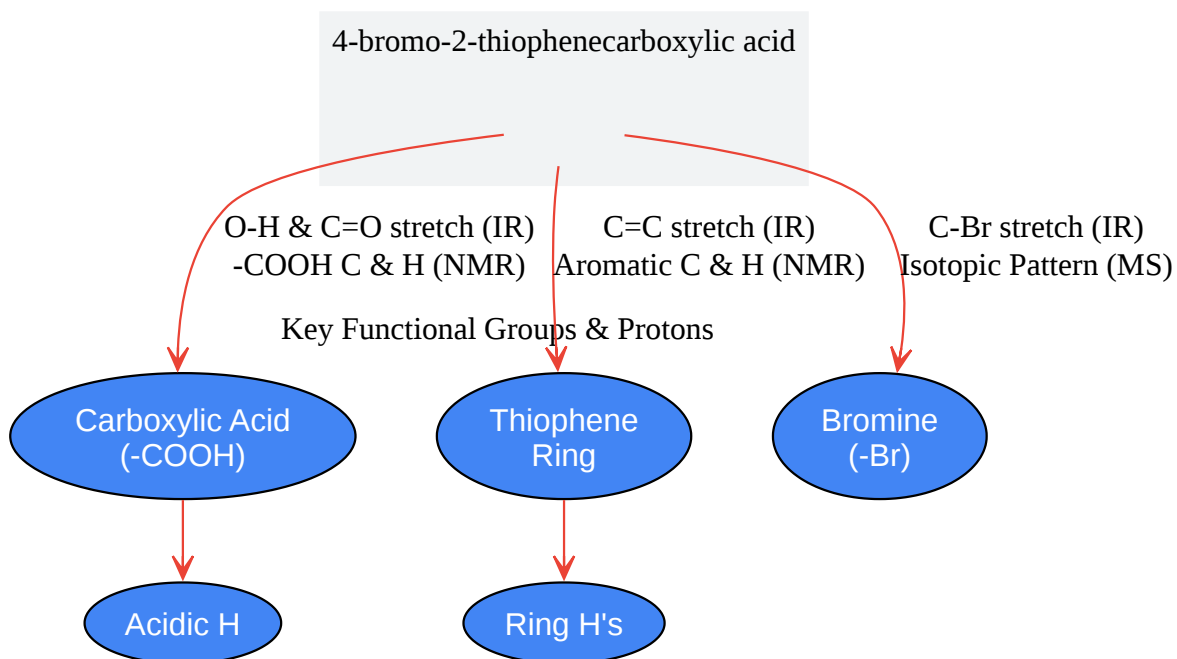 4-bromo-2-thiophenecarboxylic acid
O-H & C=O stretch (IR)
-COOH C & H (NMR)
C=C stretch (IR)
Aromatic C & H (NMR)
C-Br stretch (IR)
Isotopic Pattern (MS)
Key Functional Groups & Protons
Carboxylic Acid
(-COOH)
Thiophene
Ring
Bromine
(-Br)
Acidic H
Ring H's